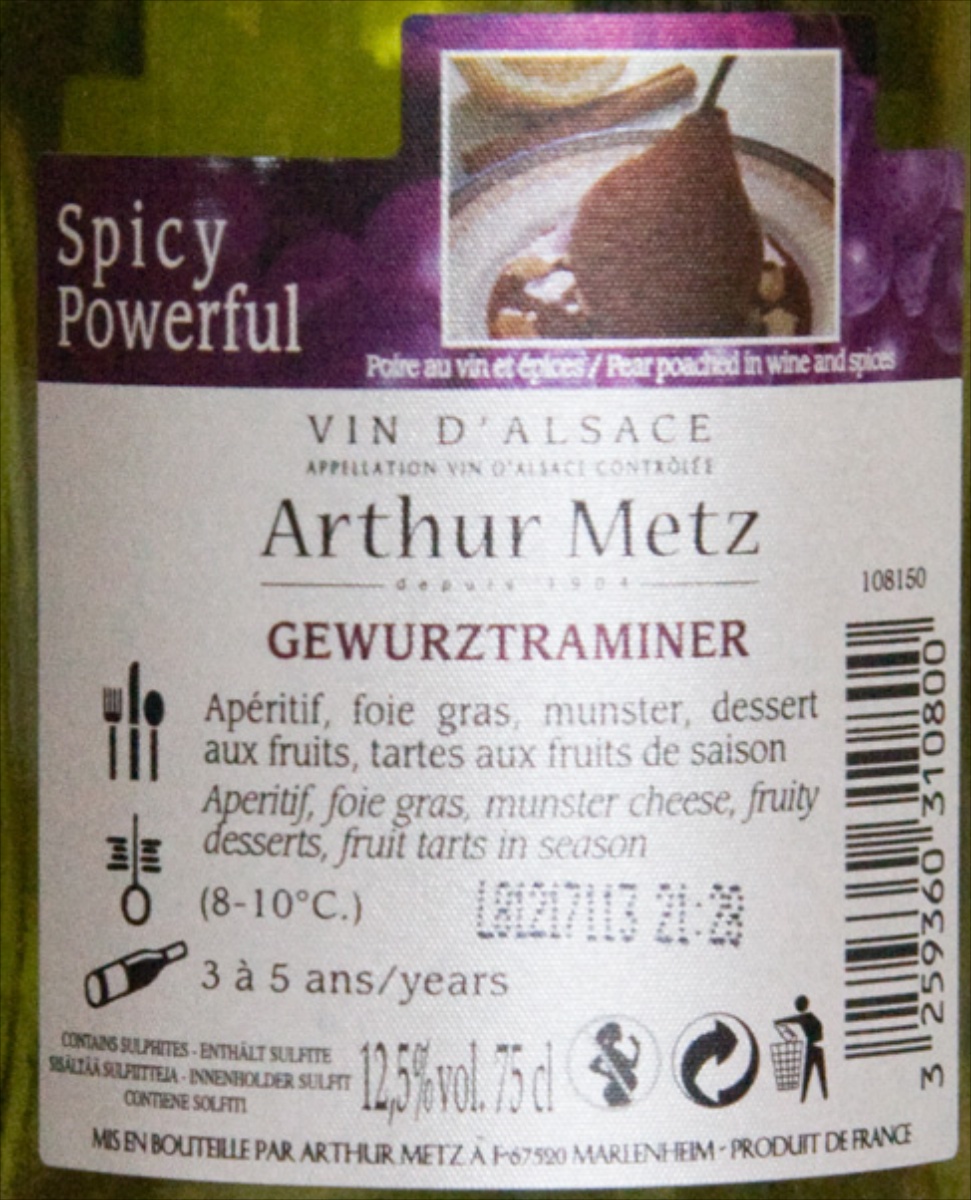 Spicy
Powerful
Poire au vin et épices / Pear poached in wine and spices
VIN D'ALSACE
APPELLATION VIN D'ALSACE CONTRÔLÉE
Arthur Metz
depuis 1904
108150
GEWURZTRAMINER
Apéritif, foie gras, munster, dessert
aux fruits, tartes aux fruits de saison
Aperitif, foie gras, munster cheese, fruity
desserts, fruit tarts in season
(8-10°C.)
L81217113 21:28
3 à 5 ans/years
3 259360 310800
CONTAINS SULPHITES - ENTHÄLT SULFITE
SISÄLTÄÄ SULFIITTEJA - INNENHOLDER SULFIT
CONTIENE SOLFITI
12,5%vol. 75 cl
MIS EN BOUTEILLE PAR ARTHUR METZ À F-67520 MARLENHEIM - PRODUIT DE FRANCE